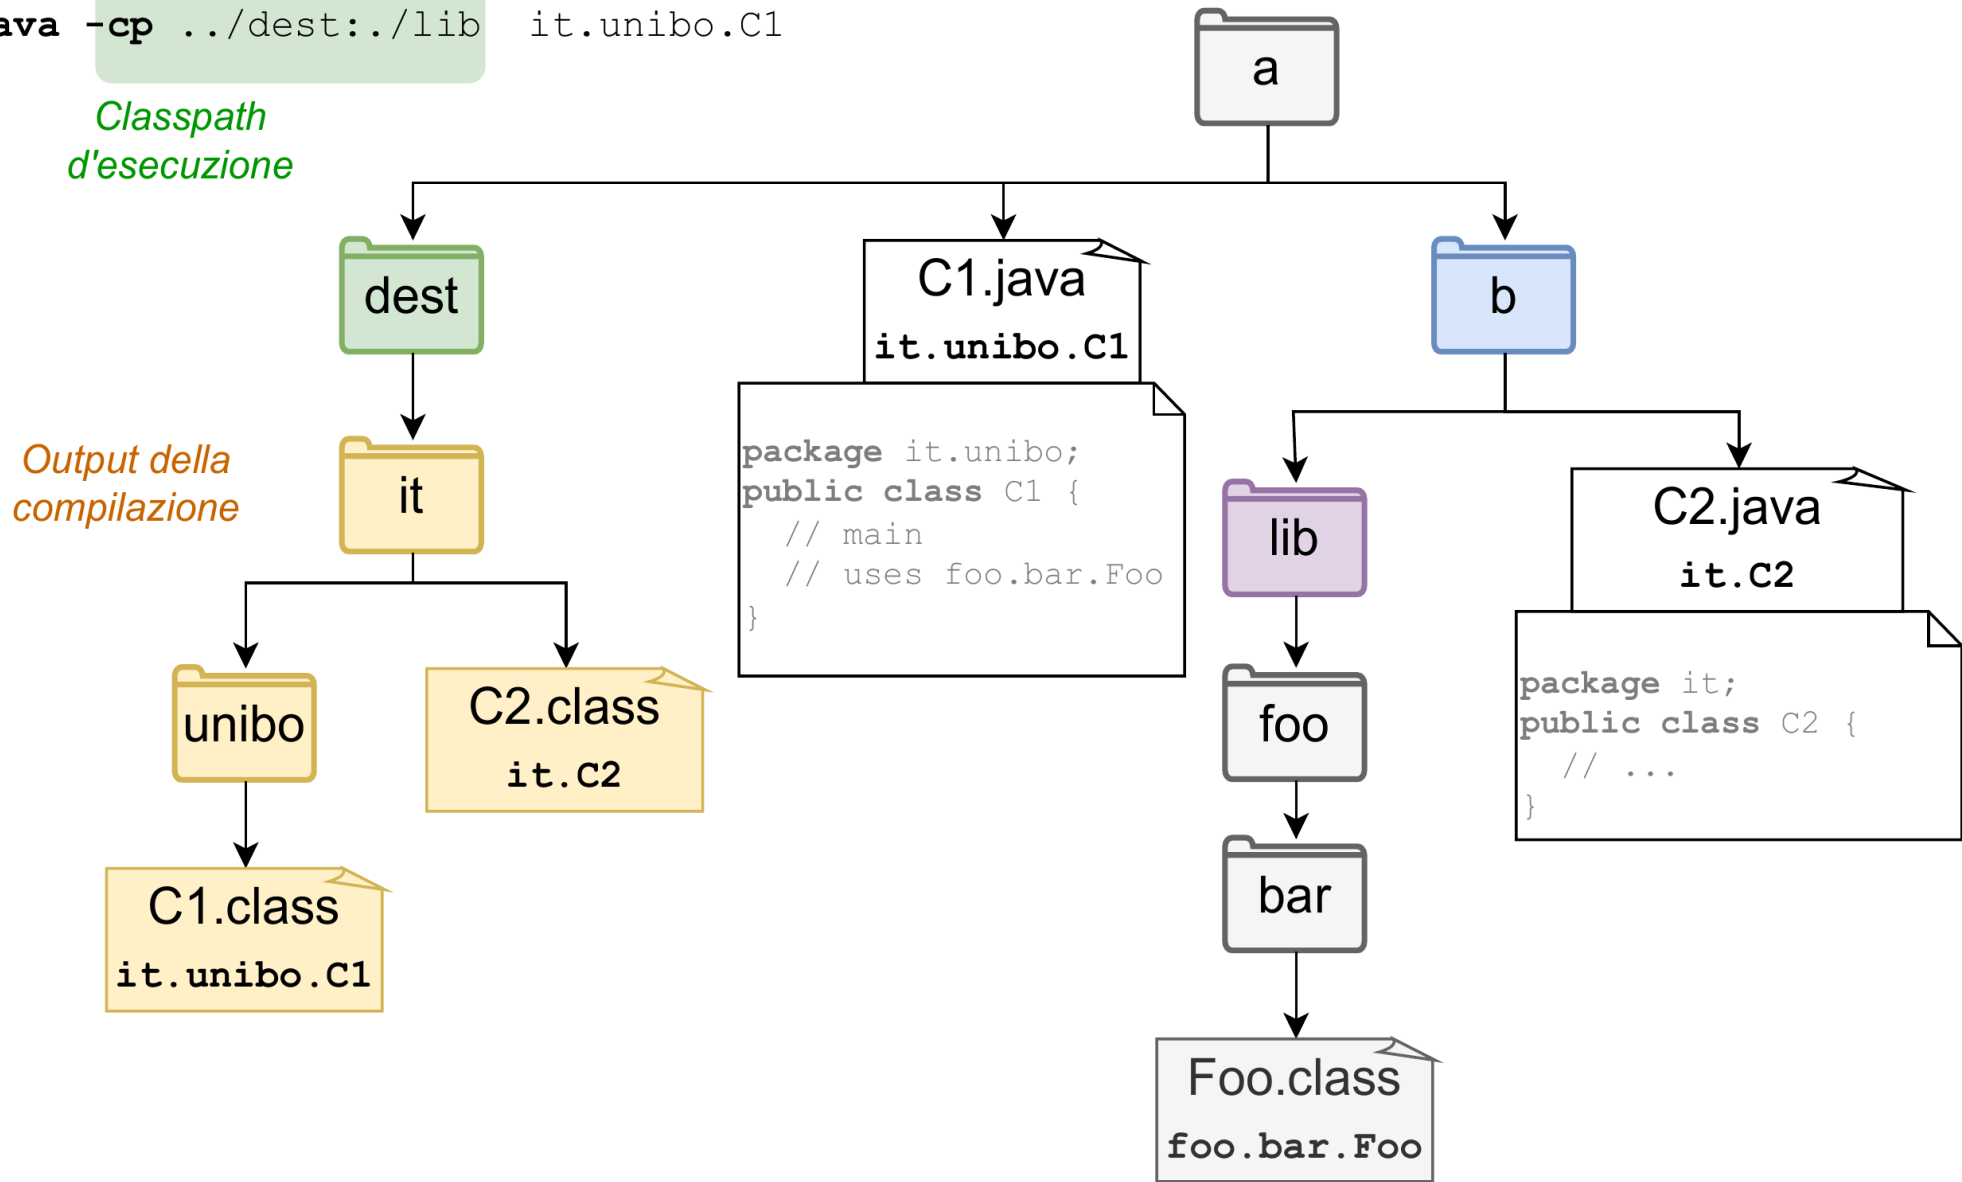 ava -cp ../dest:./lib it.unibo.C1
Classpath
d'esecuzione
a
dest
C1.java
it.unibo.C1
b
package it.unibo;
public class C1 {
// main
// uses foo.bar.Foo
}
Output della
compilazione
it
lib
C2.java
it.C2
package it;
public class C2 {
// ...
}
unibo
C2.class
it.C2
foo
C1.class
it.unibo.C1
bar
Foo.class
foo.bar.Foo